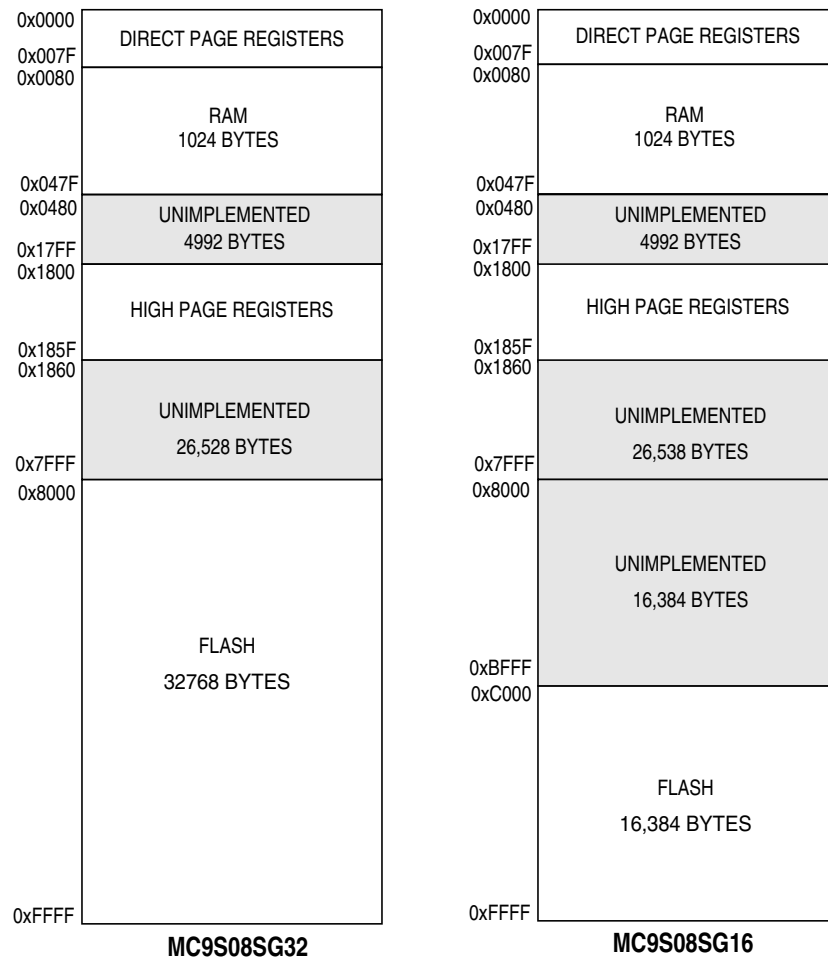 0x0000
DIRECT PAGE REGISTERS
0x007F
0x0080
RAM
1024 BYTES
0x047F
0x0480
UNIMPLEMENTED
4992 BYTES
0x17FF
0x1800
HIGH PAGE REGISTERS
0x185F
0x1860
UNIMPLEMENTED
26,528 BYTES
0x7FFF
0x8000
FLASH
32768 BYTES
0xFFFF
MC9S08SG32
0x0000
DIRECT PAGE REGISTERS
0x007F
0x0080
RAM
1024 BYTES
0x047F
0x0480
UNIMPLEMENTED
4992 BYTES
0x17FF
0x1800
HIGH PAGE REGISTERS
0x185F
0x1860
UNIMPLEMENTED
26,538 BYTES
0x7FFF
0x8000
UNIMPLEMENTED
16,384 BYTES
0xBFFF
0xC000
FLASH
16,384 BYTES
0xFFFF
MC9S08SG16